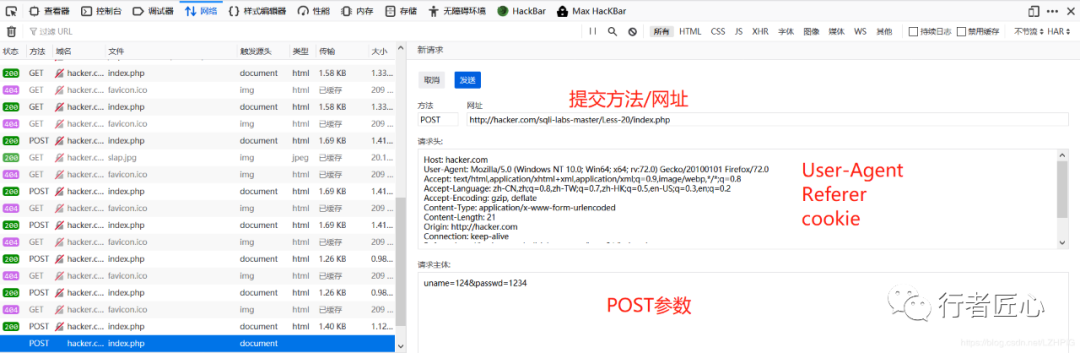 查看器 控制台 调试器 网络 样式编辑器 性能 内存 存储 无障碍环境 HackBar Max HacKBar
过滤 URL 所有 HTML CSS JS XHR 字体 图像 媒体 WS 其他 持续日志 禁用缓存 不节流 HAR
状态 方法 域名 文件 触发源头 类型 传输 大小
200 GET hacker.c... index.php document html 1.58 KB 1.33...
404 GET hacker.c... favicon.ico img html 已缓存 209 ...
200 GET hacker.c... index.php document html 1.58 KB 1.33...
404 GET hacker.c... favicon.ico img html 已缓存 209 ...
200 POST hacker.c... index.php document html 1.69 KB 1.41...
200 GET hacker.c... slap.jpg img jpeg 已缓存 20.1...
404 GET hacker.c... favicon.ico img html 已缓存 209 ...
200 POST hacker.c... index.php document html 1.69 KB 1.41...
404 GET hacker.c... favicon.ico img html 已缓存 209 ...
200 POST hacker.c... index.php document html 1.69 KB 1.41...
404 GET hacker.c... favicon.ico img html 已缓存 209 ...
200 POST hacker.c... index.php document html 1.26 KB 0.98...
404 GET hacker.c... favicon.ico img html 已缓存 209 ...
200 POST hacker.c... index.php document html 1.26 KB 0.98...
404 GET hacker.c... favicon.ico img html 已缓存 209 ...
200 POST hacker.c... index.php document html 1.40 KB 1.12...
POST hacker.c... index.php document
新请求
取消 发送
提交方法/网址
方法 网址
POST http://hacker.com/sqli-labs-master/Less-20/index.php
请求头:
Host: hacker.com
User-Agent: Mozilla/5.0 (Windows NT 10.0; Win64; x64; rv:72.0) Gecko/20100101 Firefox/72.0
Accept: text/html,application/xhtml+xml,application/xml;q=0.9,image/webp,*/*;q=0.8
Accept-Language: zh-CN,zh;q=0.8,zh-TW;q=0.7,zh-HK;q=0.5,en-US;q=0.3,en;q=0.2
Accept-Encoding: gzip, deflate
Content-Type: application/x-www-form-urlencoded
Content-Length: 21
Origin: http://hacker.com
Connection: keep-alive
User-Agent
Referer
cookie
请求主体:
uname=124&passwd=1234
POST参数
行者匠心